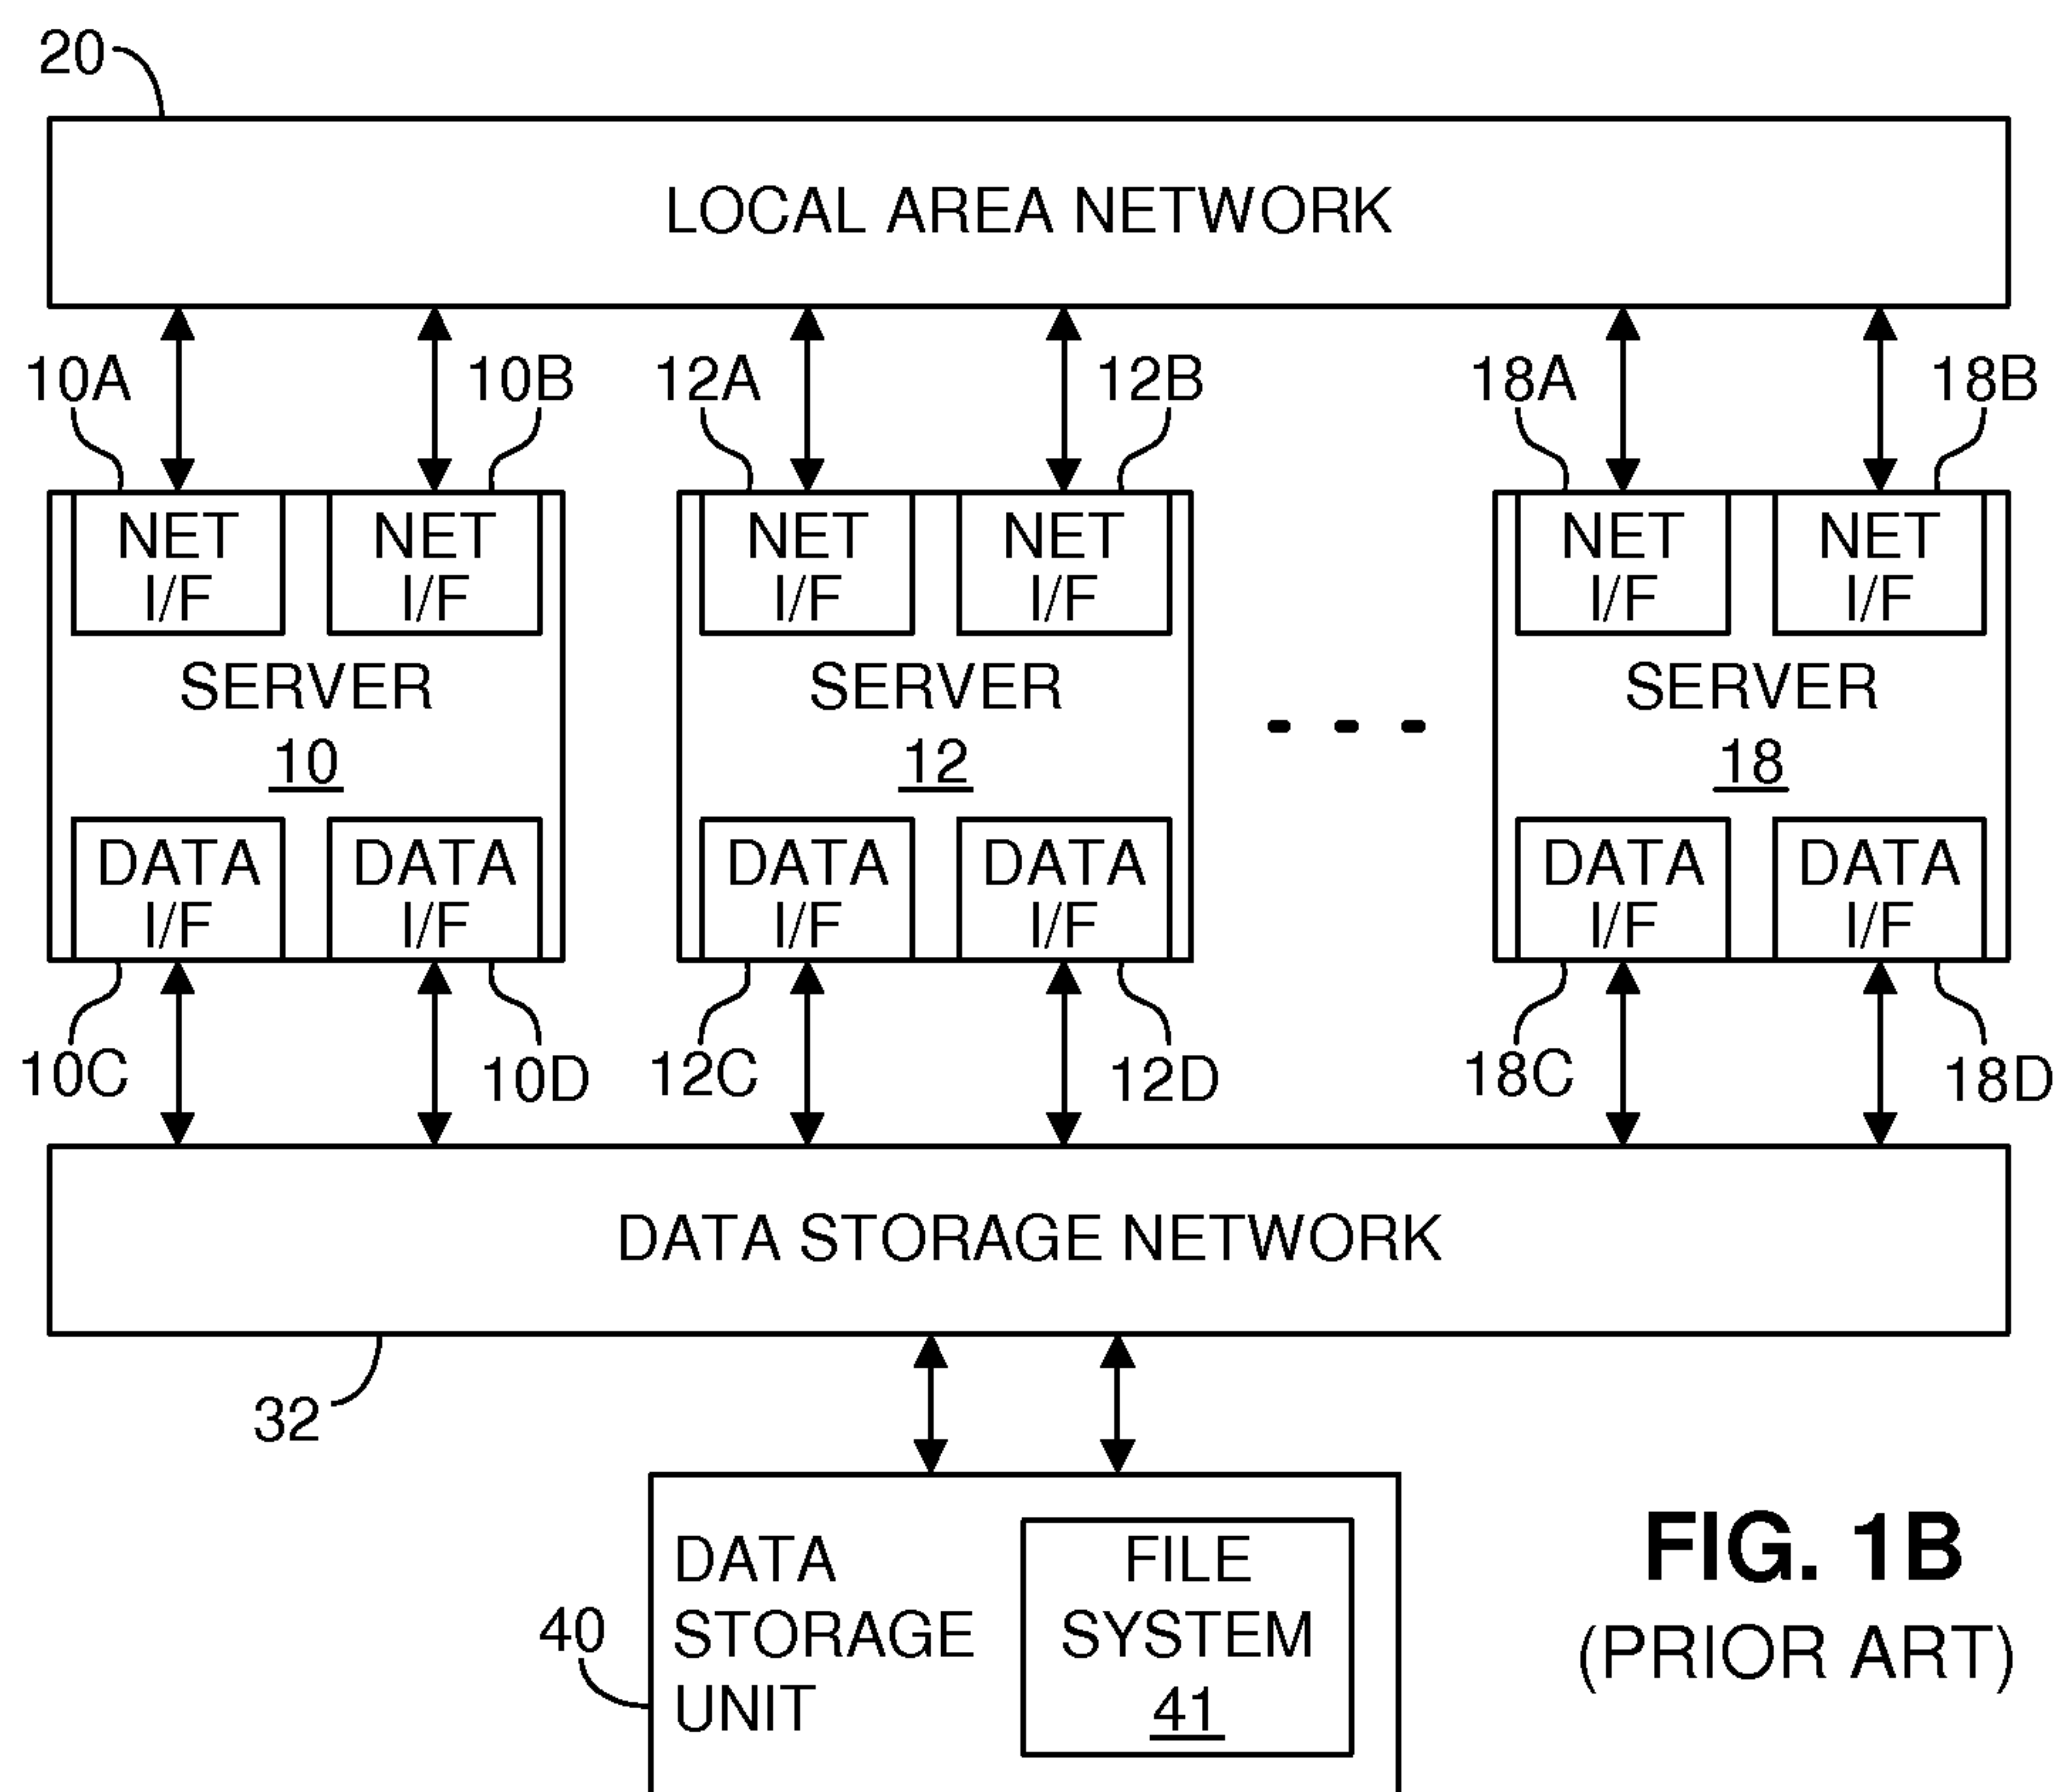 20
LOCAL AREA NETWORK
10A 10B 12A 12B 18A 18B
NET NET NET NET NET NET
I/F I/F I/F I/F I/F I/F
SERVER SERVER SERVER
10 12 18
DATA DATA DATA DATA DATA DATA
I/F I/F I/F I/F I/F I/F
10C 10D 12C 12D 18C 18D
DATA STORAGE NETWORK
32
DATA
STORAGE
UNIT
40
FILE
SYSTEM
41
FIG. 1B
(PRIOR ART)